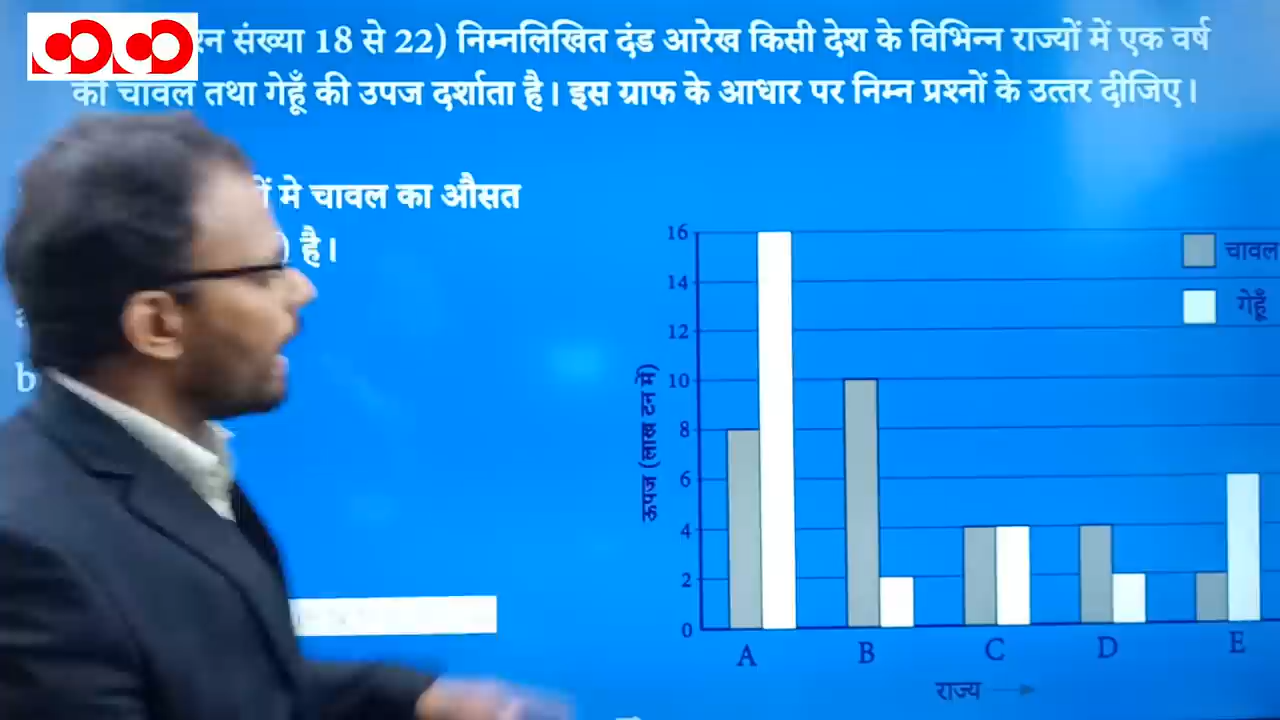 संख्या 18 से 22) निम्नलिखित दंड आरेख किसी देश के विभिन्न राज्यों में एक वर्ष
की चावल तथा गेहूँ की उपज दर्शाता है। इस ग्राफ के आधार पर निम्न प्रश्नों के उत्तर दीजिए।
मे चावल का औसत
है।
b
16
14
12
10
8
6
4
2
0
ऊपज (लाख टन में)
चावल
गेहूँ
A B C D E
राज्य